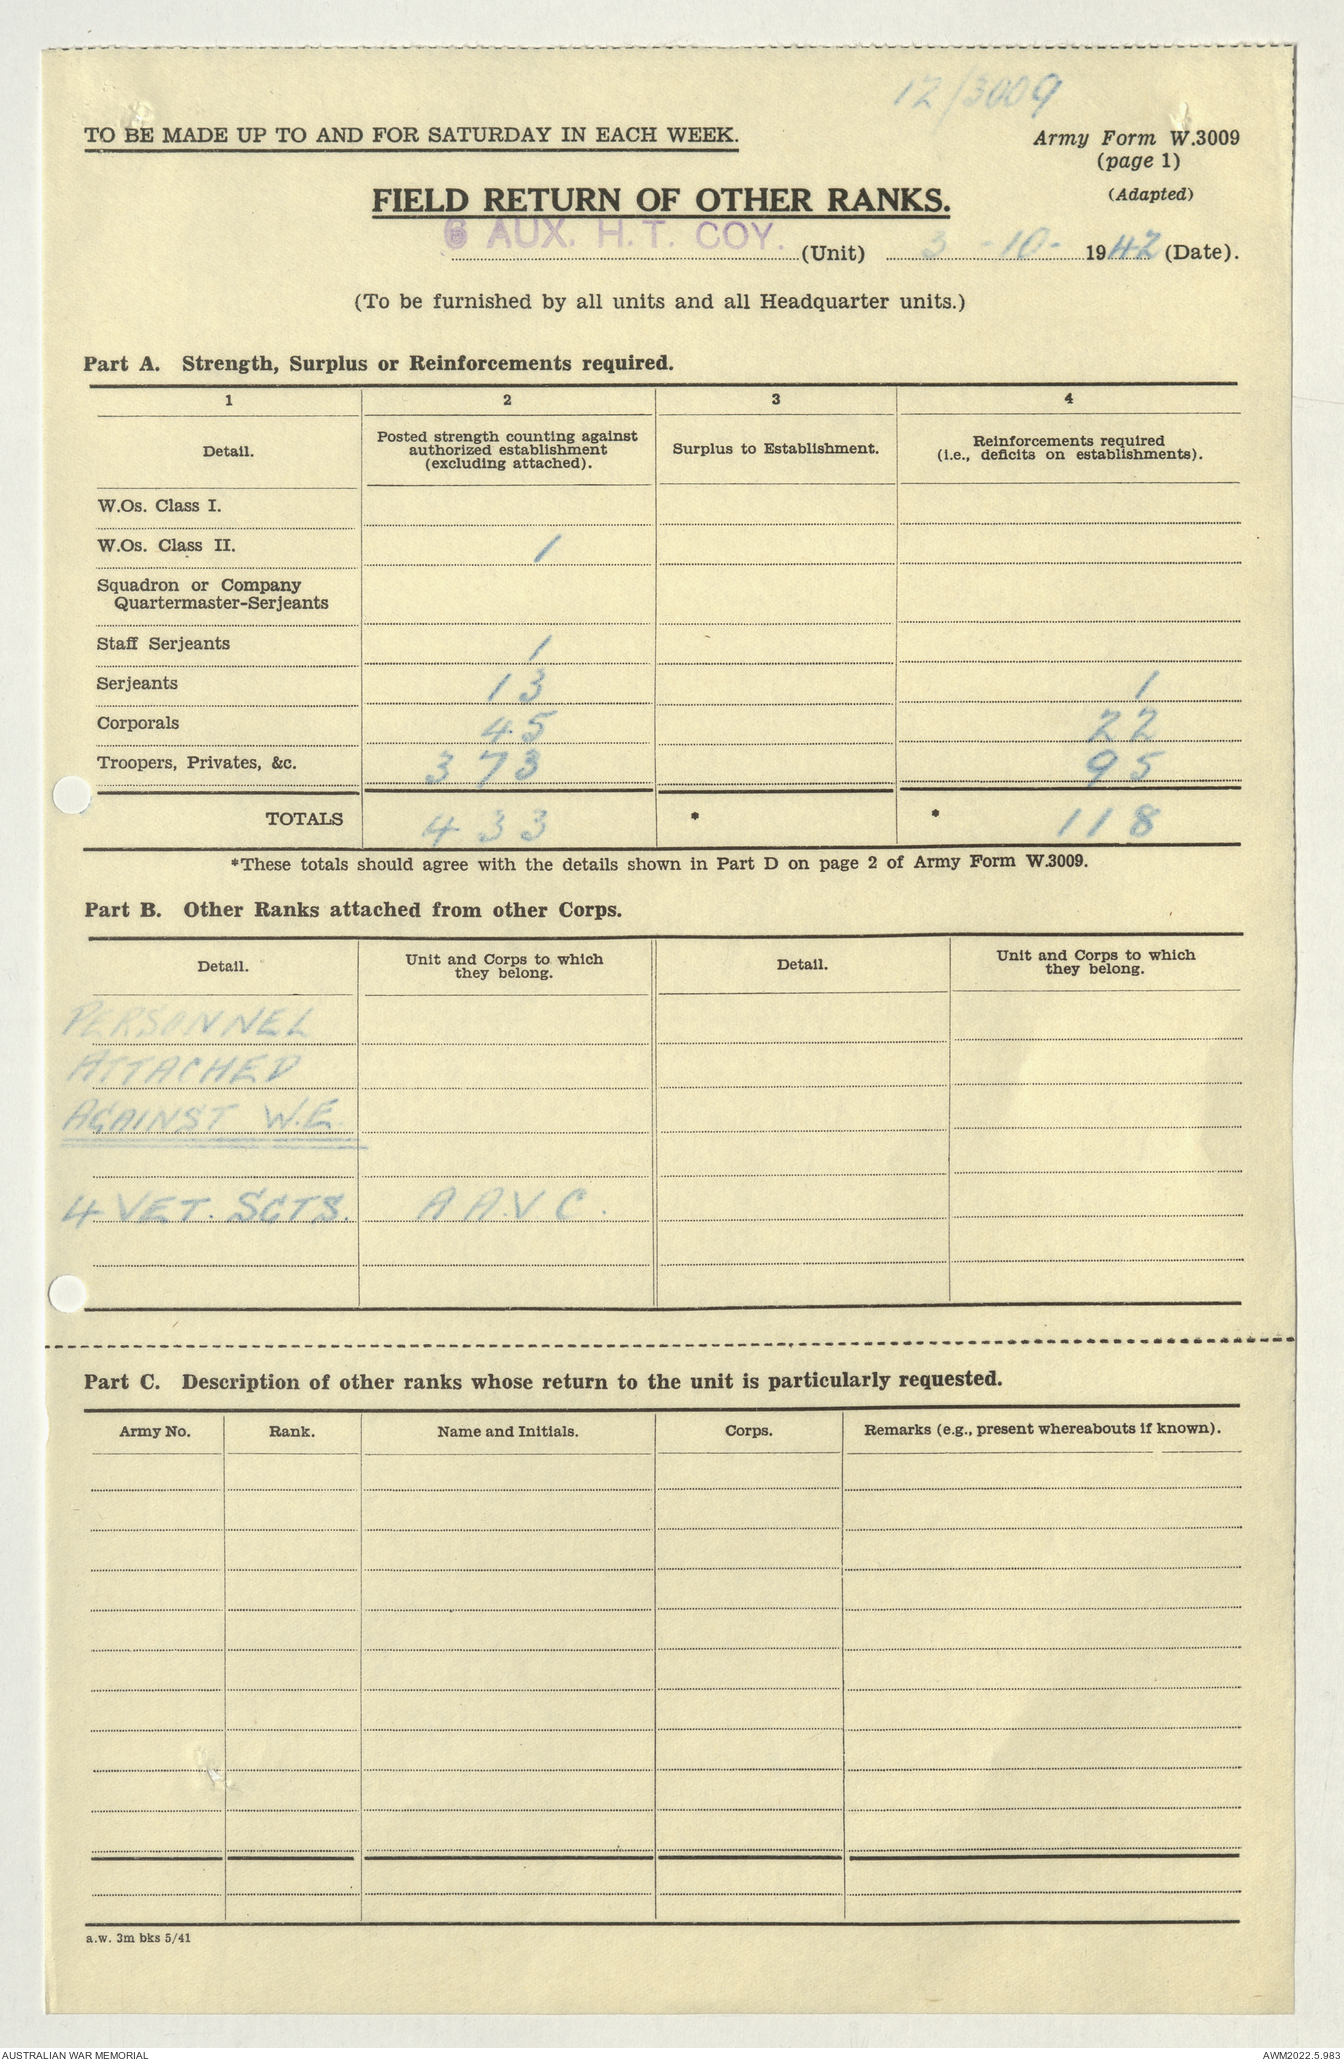 12/3009
TO BE MADE UP TO AND FOR SATURDAY IN EACH WEEK.
Army Form W.3009
(page 1)
(Adapted)
FIELD RETURN OF OTHER RANKS.
6 AUX. H.T. COY. (Unit) 3-10-1942 (Date).
(To be furnished by all units and all Headquarter units.)
Part A. Strength, Surplus or Reinforcements required.
1 2 3 4
Detail. Posted strength counting against authorized establishment (excluding attached). Surplus to Establishment. Reinforcements required (i.e., deficits on establishments).
W.Os. Class I.
W.Os. Class II. 1
Squadron or Company
Quartermaster-Serjeants
Staff Serjeants 1
Serjeants 13 1
Corporals 45 22
Troopers, Privates, &c. 373 95
TOTALS 433 * * 118
*These totals should agree with the details shown in Part D on page 2 of Army Form W.3009.
Part B. Other Ranks attached from other Corps.
Detail. Unit and Corps to which they belong. Detail. Unit and Corps to which they belong.
PERSONNEL
ATTACHED
AGAINST W.E.
4 VET. SGTS. A A.V C.
Part C. Description of other ranks whose return to the unit is particularly requested.
Army No. Rank. Name and Initials. Corps. Remarks (e.g., present whereabouts if known).
a.w. 3m bks 5/41
AUSTRALIAN WAR MEMORIAL
AWM2022.5.983